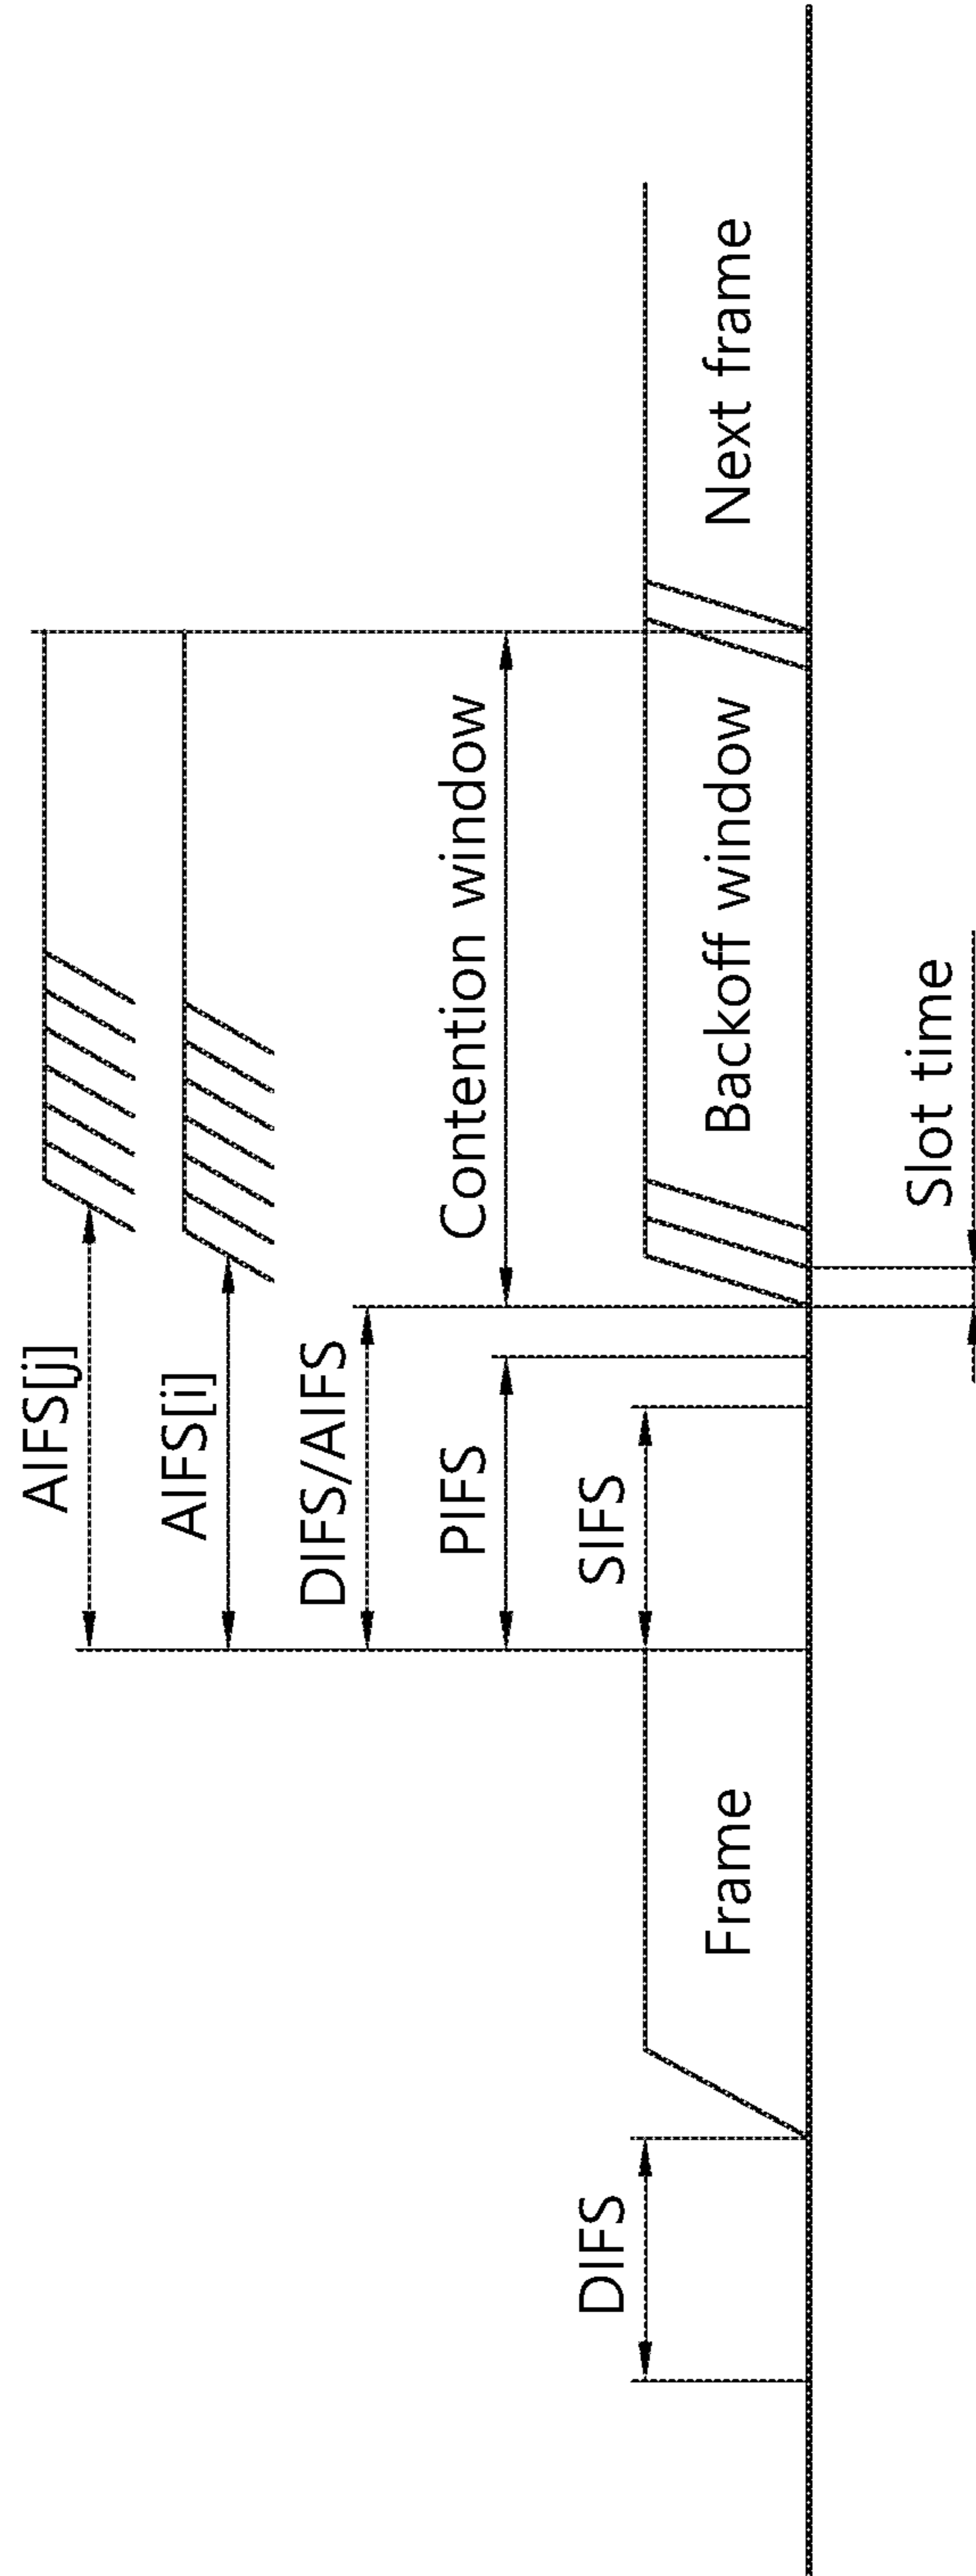 AIFS[j]
AIFS[i]
DIFS/AIFS
PIFS
Contention window
DIFS
SIFS
Frame
Backoff window
Next frame
Slot time